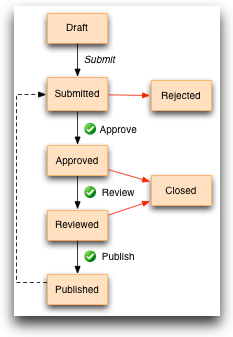 Draft
Submit
Submitted
Rejected
Approve
Approved
Closed
Review
Reviewed
Publish
Published